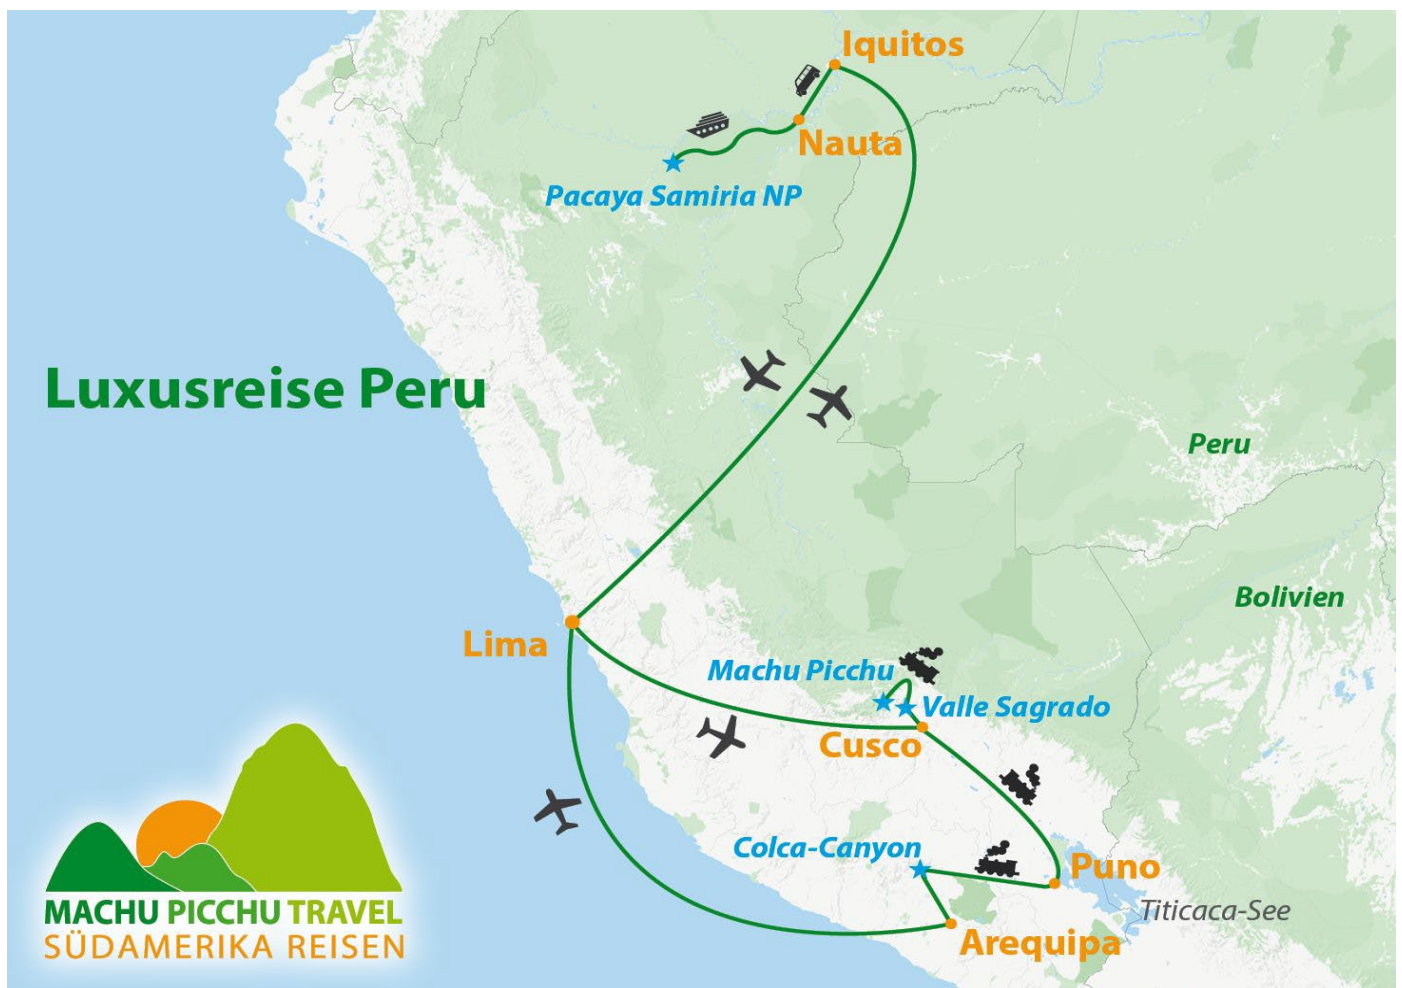 Iquitos
Nauta
Pacaya Samiria NP
Luxusreise Peru
Peru
Bolivien
Lima
Machu Picchu
Valle Sagrado
Cusco
Colca-Canyon
Puno
Titicaca-See
Arequipa
MACHU PICCHU TRAVEL
SÜDAMERIKA REISEN